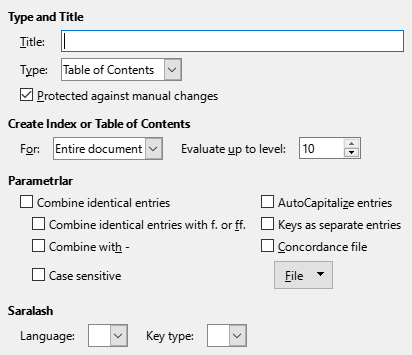 Type and Title
Title:
Type: Table of Contents
Protected against manual changes
Create Index or Table of Contents
For: Entire document Evaluate up to level: 10
Parametrlar
Combine identical entries AutoCapitalize entries
Combine identical entries with f. or ff. Keys as separate entries
Combine with - Concordance file
Case sensitive File
Saralash
Language: Key type: